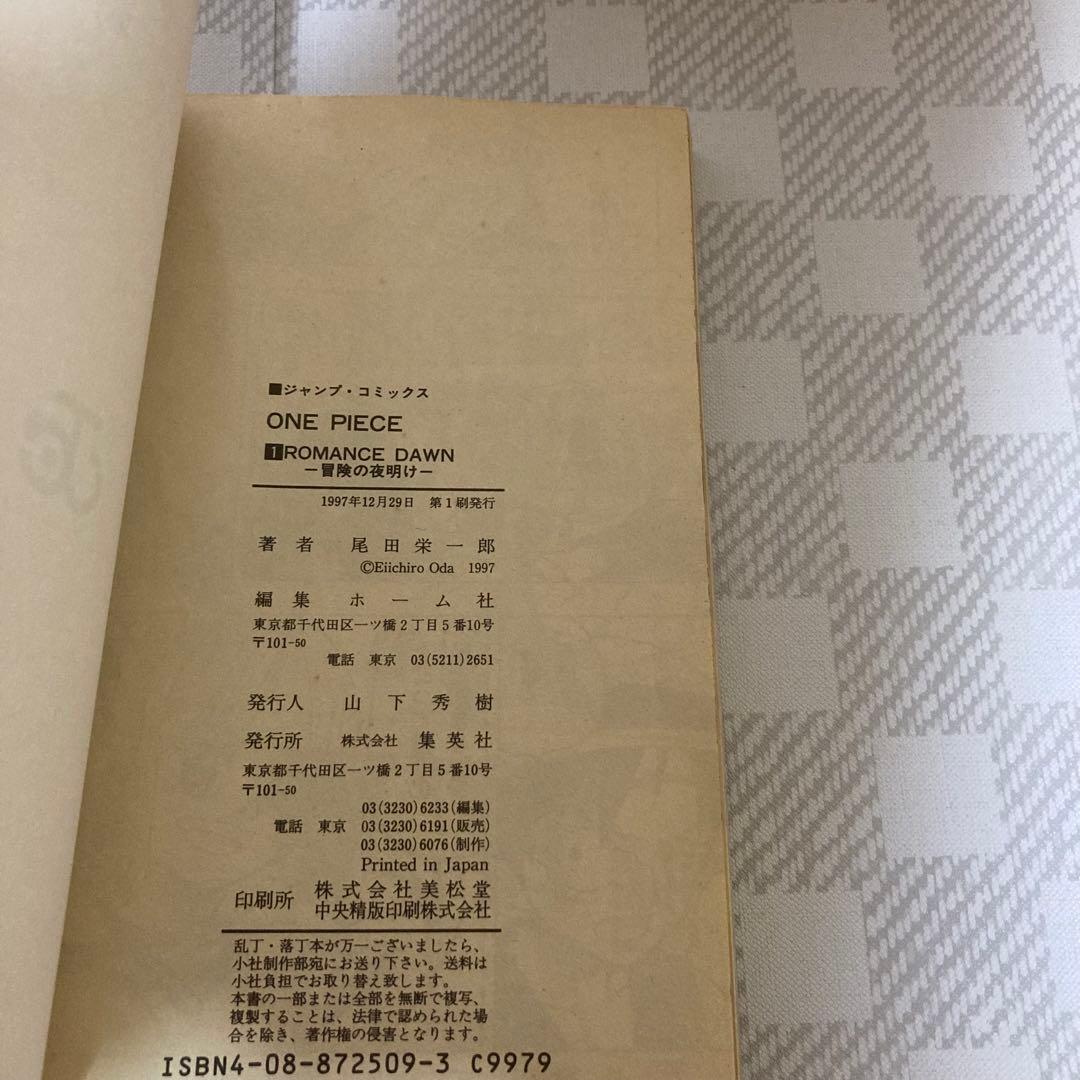 ■ジャンプ・コミックス
ONE PIECE
1 ROMANCE DAWN
―冒険の夜明け―
1997年12月29日 第1刷発行
著者 尾田栄一郎
©Eiichiro Oda 1997
編集 ホーム社
東京都千代田区一ツ橋2丁目5番10号
〒101-50
電話 東京 03(5211)2651
発行人 山下秀樹
発行所 株式会社 集英社
東京都千代田区一ツ橋2丁目5番10号
〒101-50
03(3230)6233(編集)
電話 東京 03(3230)6191(販売)
03(3230)6076(制作)
Printed in Japan
印刷所 株式会社美松堂
中央精版印刷株式会社
乱丁・落丁本が万一ございましたら、
小社制作部宛にお送り下さい。送料は
小社負担でお取り替え致します。
本書の一部または全部を無断で複写、
複製することは、法律で認められた場
合を除き、著作権の侵害となります。
ISBN4-08-872509-3 C9979